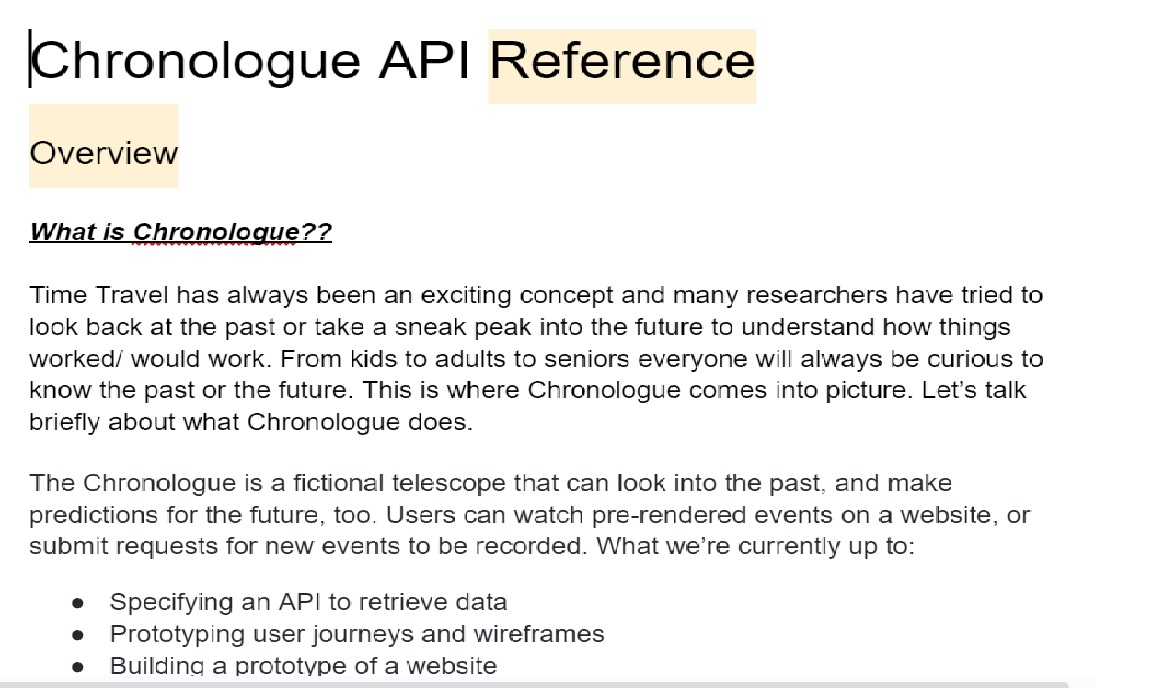 Chronologue API Reference
Overview
What is Chronologue??
Time Travel has always been an exciting concept and many researchers have tried to
look back at the past or take a sneak peak into the future to understand how things
worked/ would work. From kids to adults to seniors everyone will always be curious to
know the past or the future. This is where Chronologue comes into picture. Let’s talk
briefly about what Chronologue does.
The Chronologue is a fictional telescope that can look into the past, and make
predictions for the future, too. Users can watch pre-rendered events on a website, or
submit requests for new events to be recorded. What we’re currently up to:
● Specifying an API to retrieve data
● Prototyping user journeys and wireframes
● Building a prototype of a website